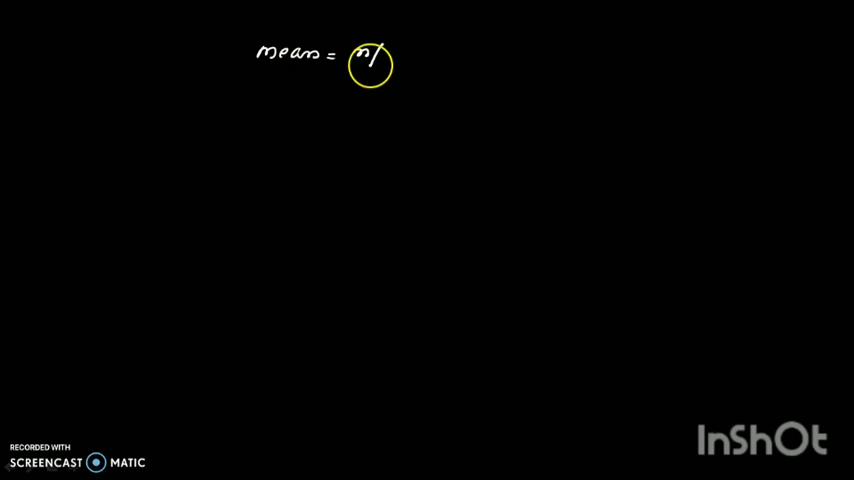 mean = n/
RECORDED WITH
SCREENCAST MATIC
InShOt